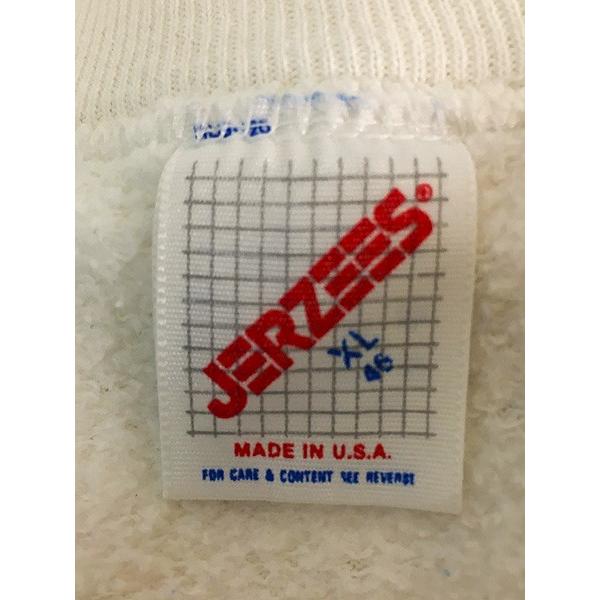 JERZEES®
XL
46
MADE IN U.S.A.
FOR CARE & CONTENT SEE REVERSE